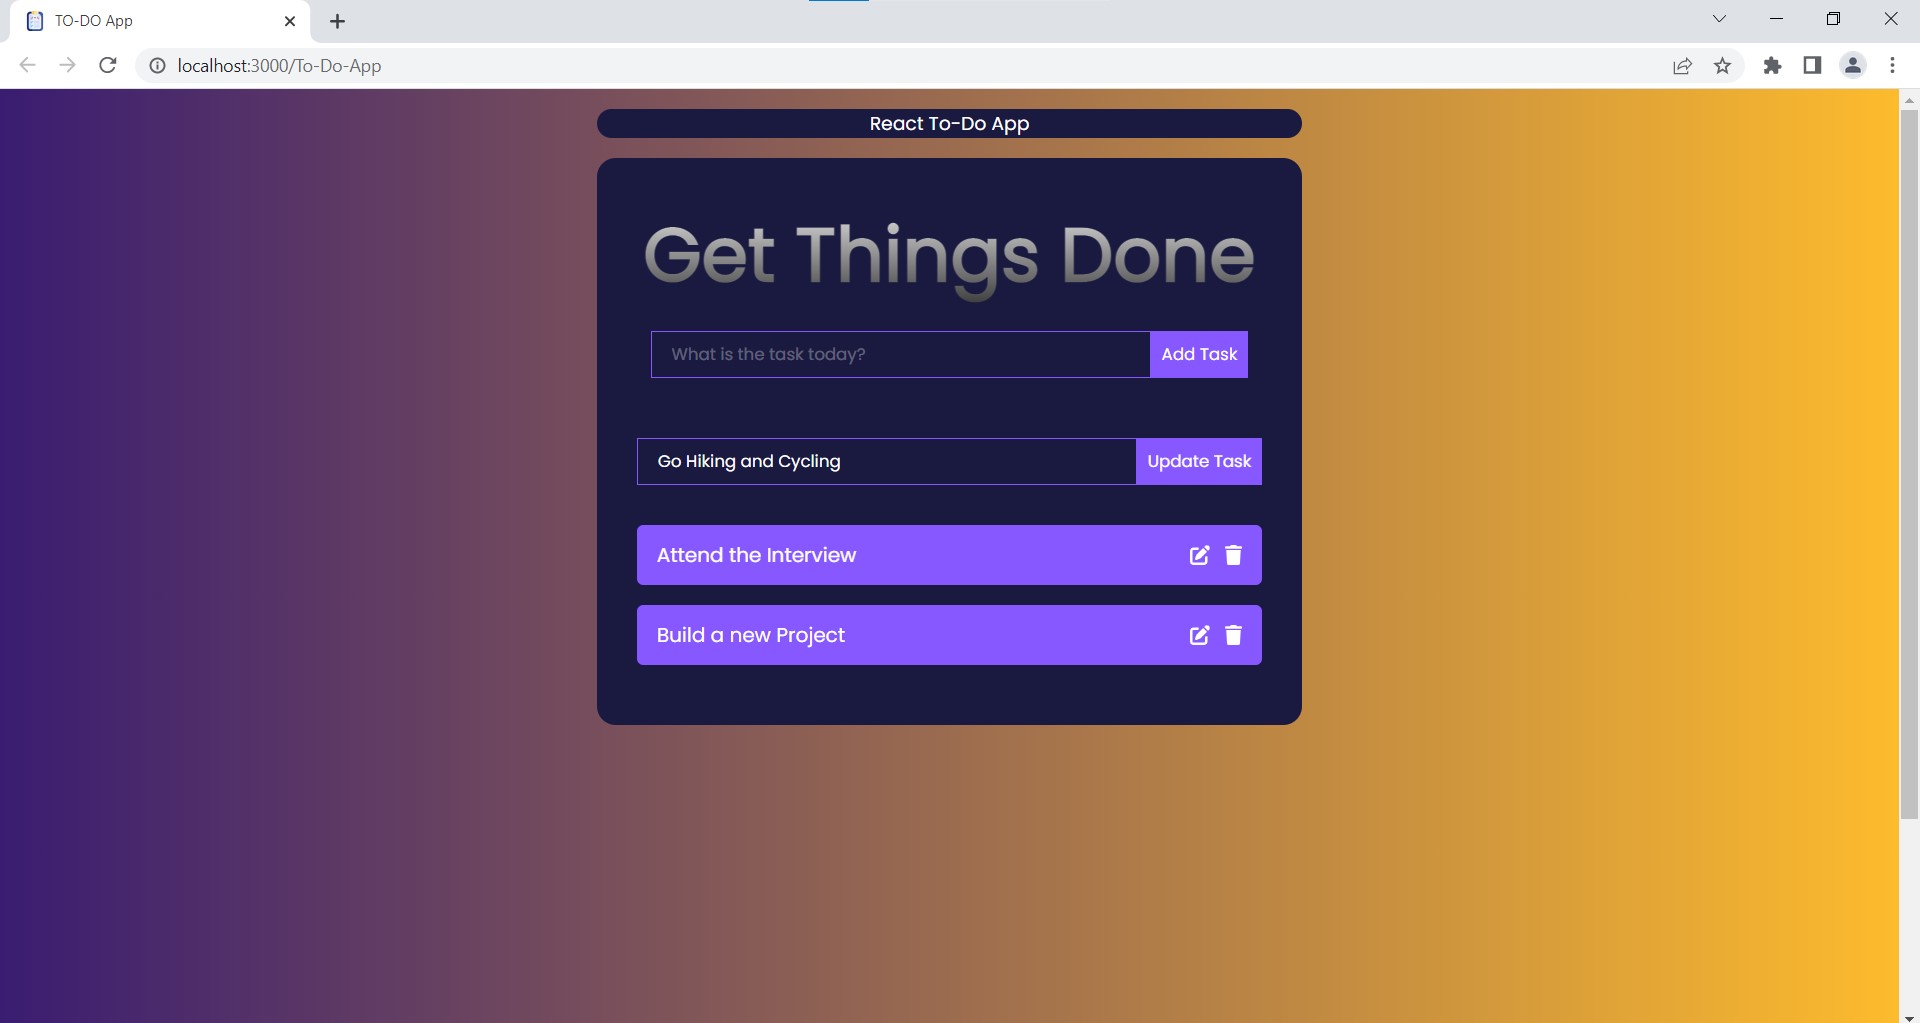 TO-DO App
localhost:3000/To-Do-App
React To-Do App
Get Things Done
What is the task today? Add Task
Go Hiking and Cycling Update Task
Attend the Interview
Build a new Project